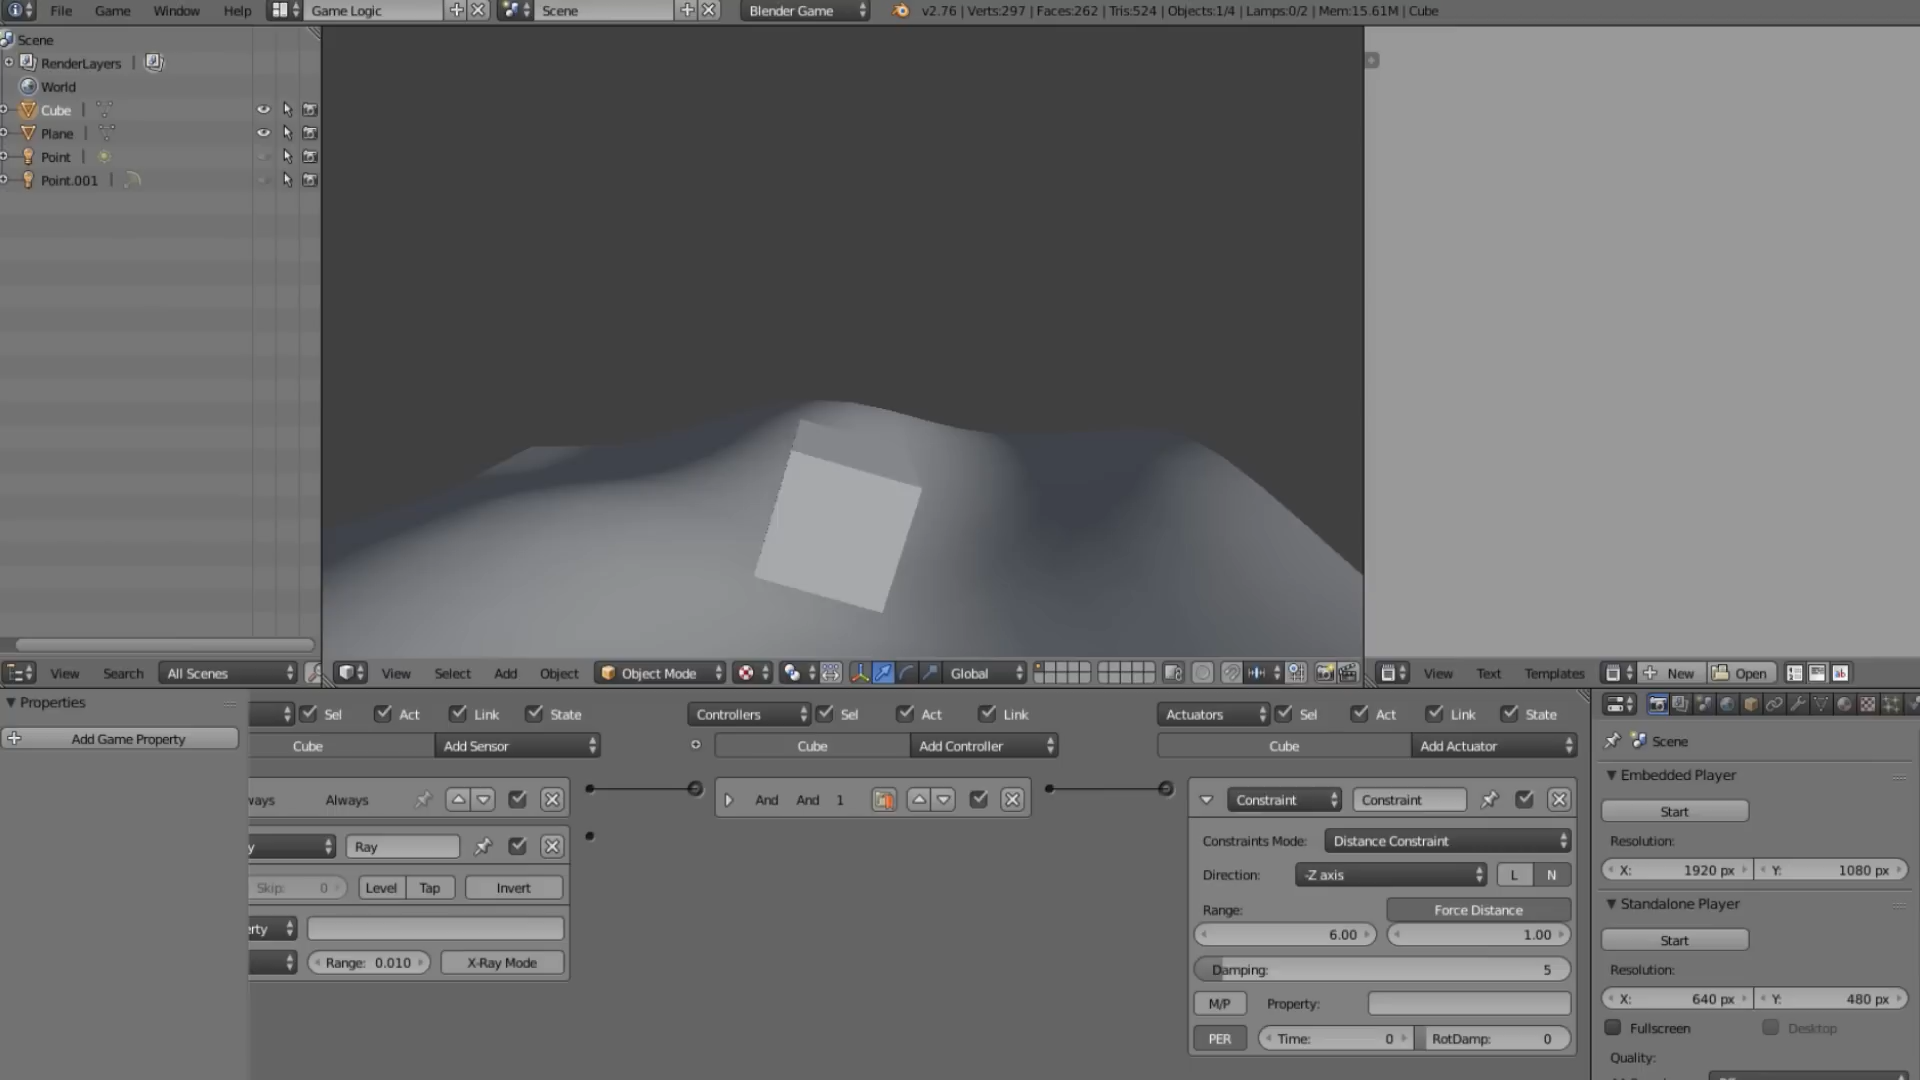 File Game Window Help Game Logic Scene Blender Game v2.76 | Verts:297 | Faces:262 | Tris:524 | Objects:1/4 | Lamps:0/2 | Mem:15.61M | Cube
Scene
RenderLayers
World
Cube
Plane
Point
Point.001
View Search All Scenes
View Select Add Object Object Mode Global
View Text Templates New Open
Properties
Add Game Property
Sel Act Link State
Cube Add Sensor
ways Always
y Ray
Skip: 0 Level Tap Invert
erty
Range: 0.010 X-Ray Mode
Controllers Sel Act Link
Cube Add Controller
And And 1
Actuators Sel Act Link State
Cube Add Actuator
Constraint Constraint
Constraints Mode: Distance Constraint
Direction: -Z axis L N
Range: Force Distance
6.00 1.00
Damping: 5
M/P Property:
PER Time: 0 RotDamp: 0
Scene
Embedded Player
Start
Resolution:
X: 1920 px Y: 1080 px
Standalone Player
Start
Resolution:
X: 640 px Y: 480 px
Fullscreen Desktop
Quality: